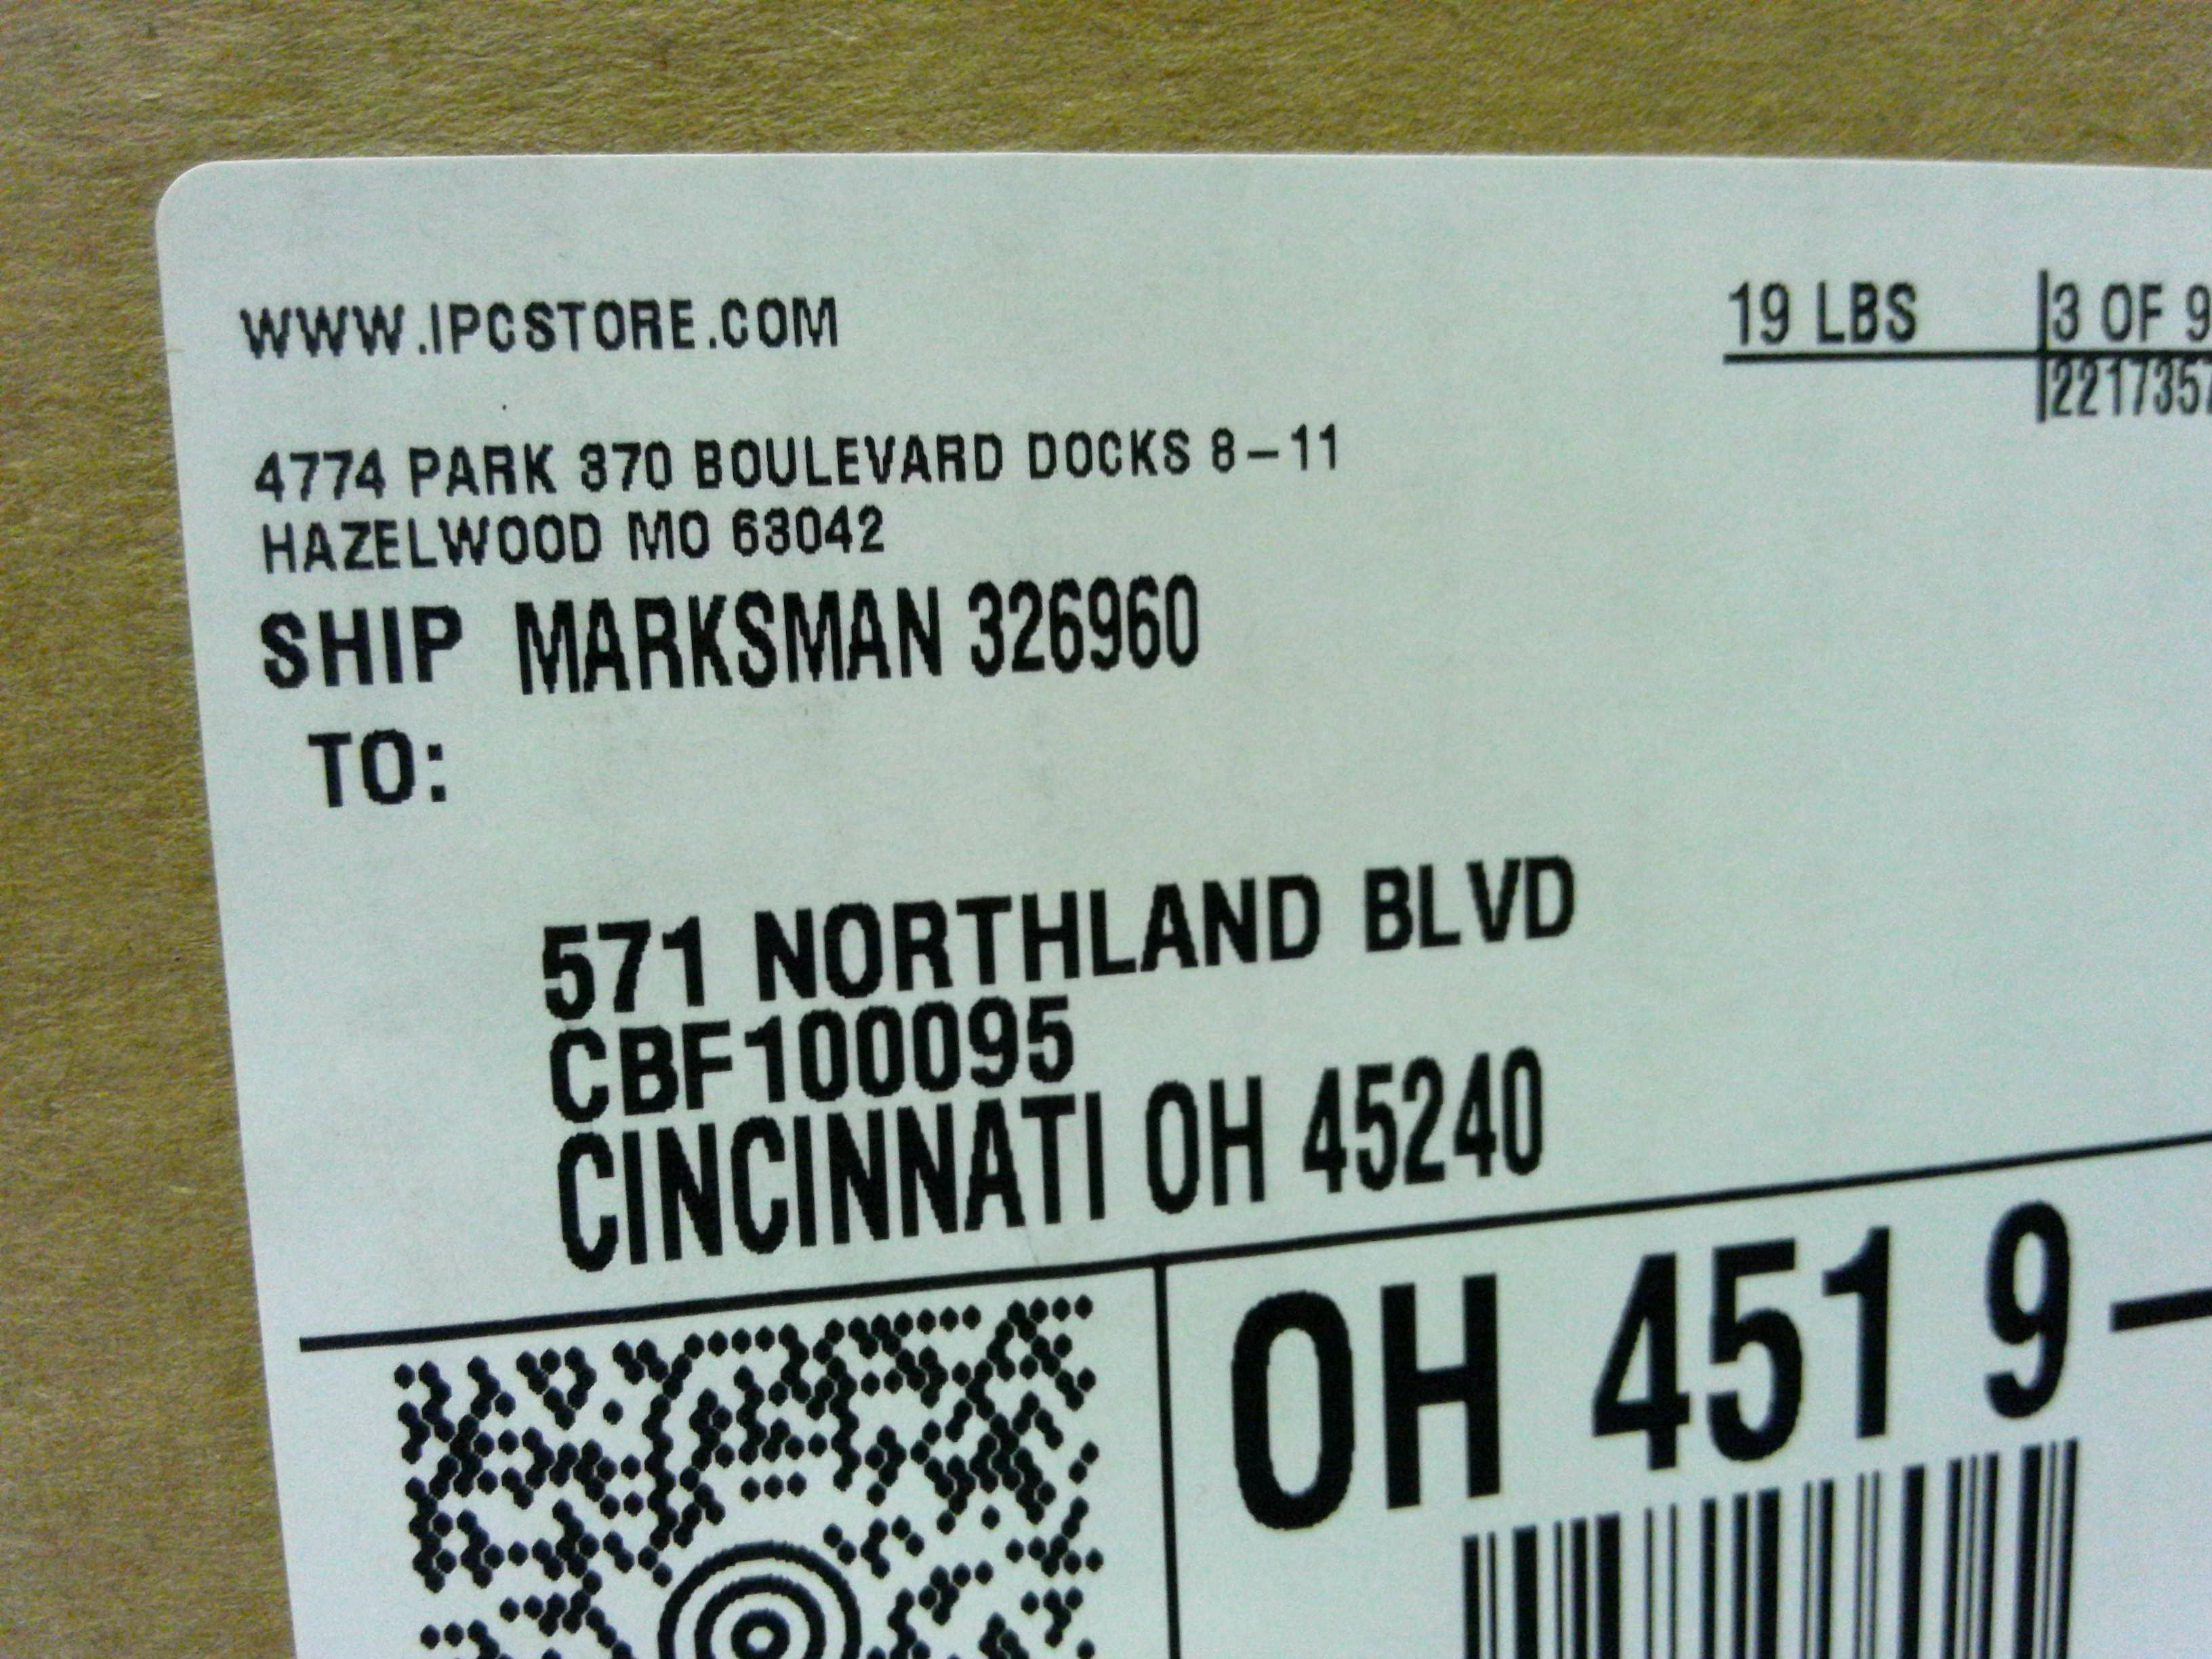 WWW.IPCSTORE.COM
19 LBS
3 OF 9
2217357
4774 PARK 370 BOULEVARD DOCKS 8-11
HAZELWOOD MO 63042
SHIP MARKSMAN 326960
TO:
571 NORTHLAND BLVD
CBF100095
CINCINNATI OH 45240
OH 451 9-